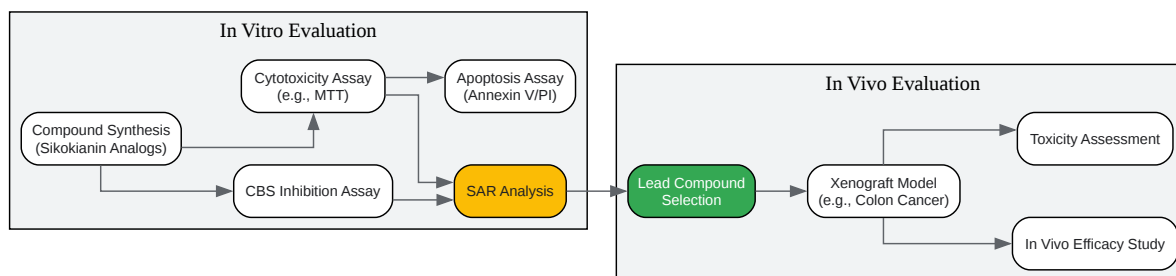 In Vitro Evaluation
Cytotoxicity Assay
(e.g., MTT)
Apoptosis Assay
(Annexin V/PI)
Compound Synthesis
(Sikokianin Analogs)
CBS Inhibition Assay
SAR Analysis
In Vivo Evaluation
Toxicity Assessment
Lead Compound
Selection
Xenograft Model
(e.g., Colon Cancer)
In Vivo Efficacy Study